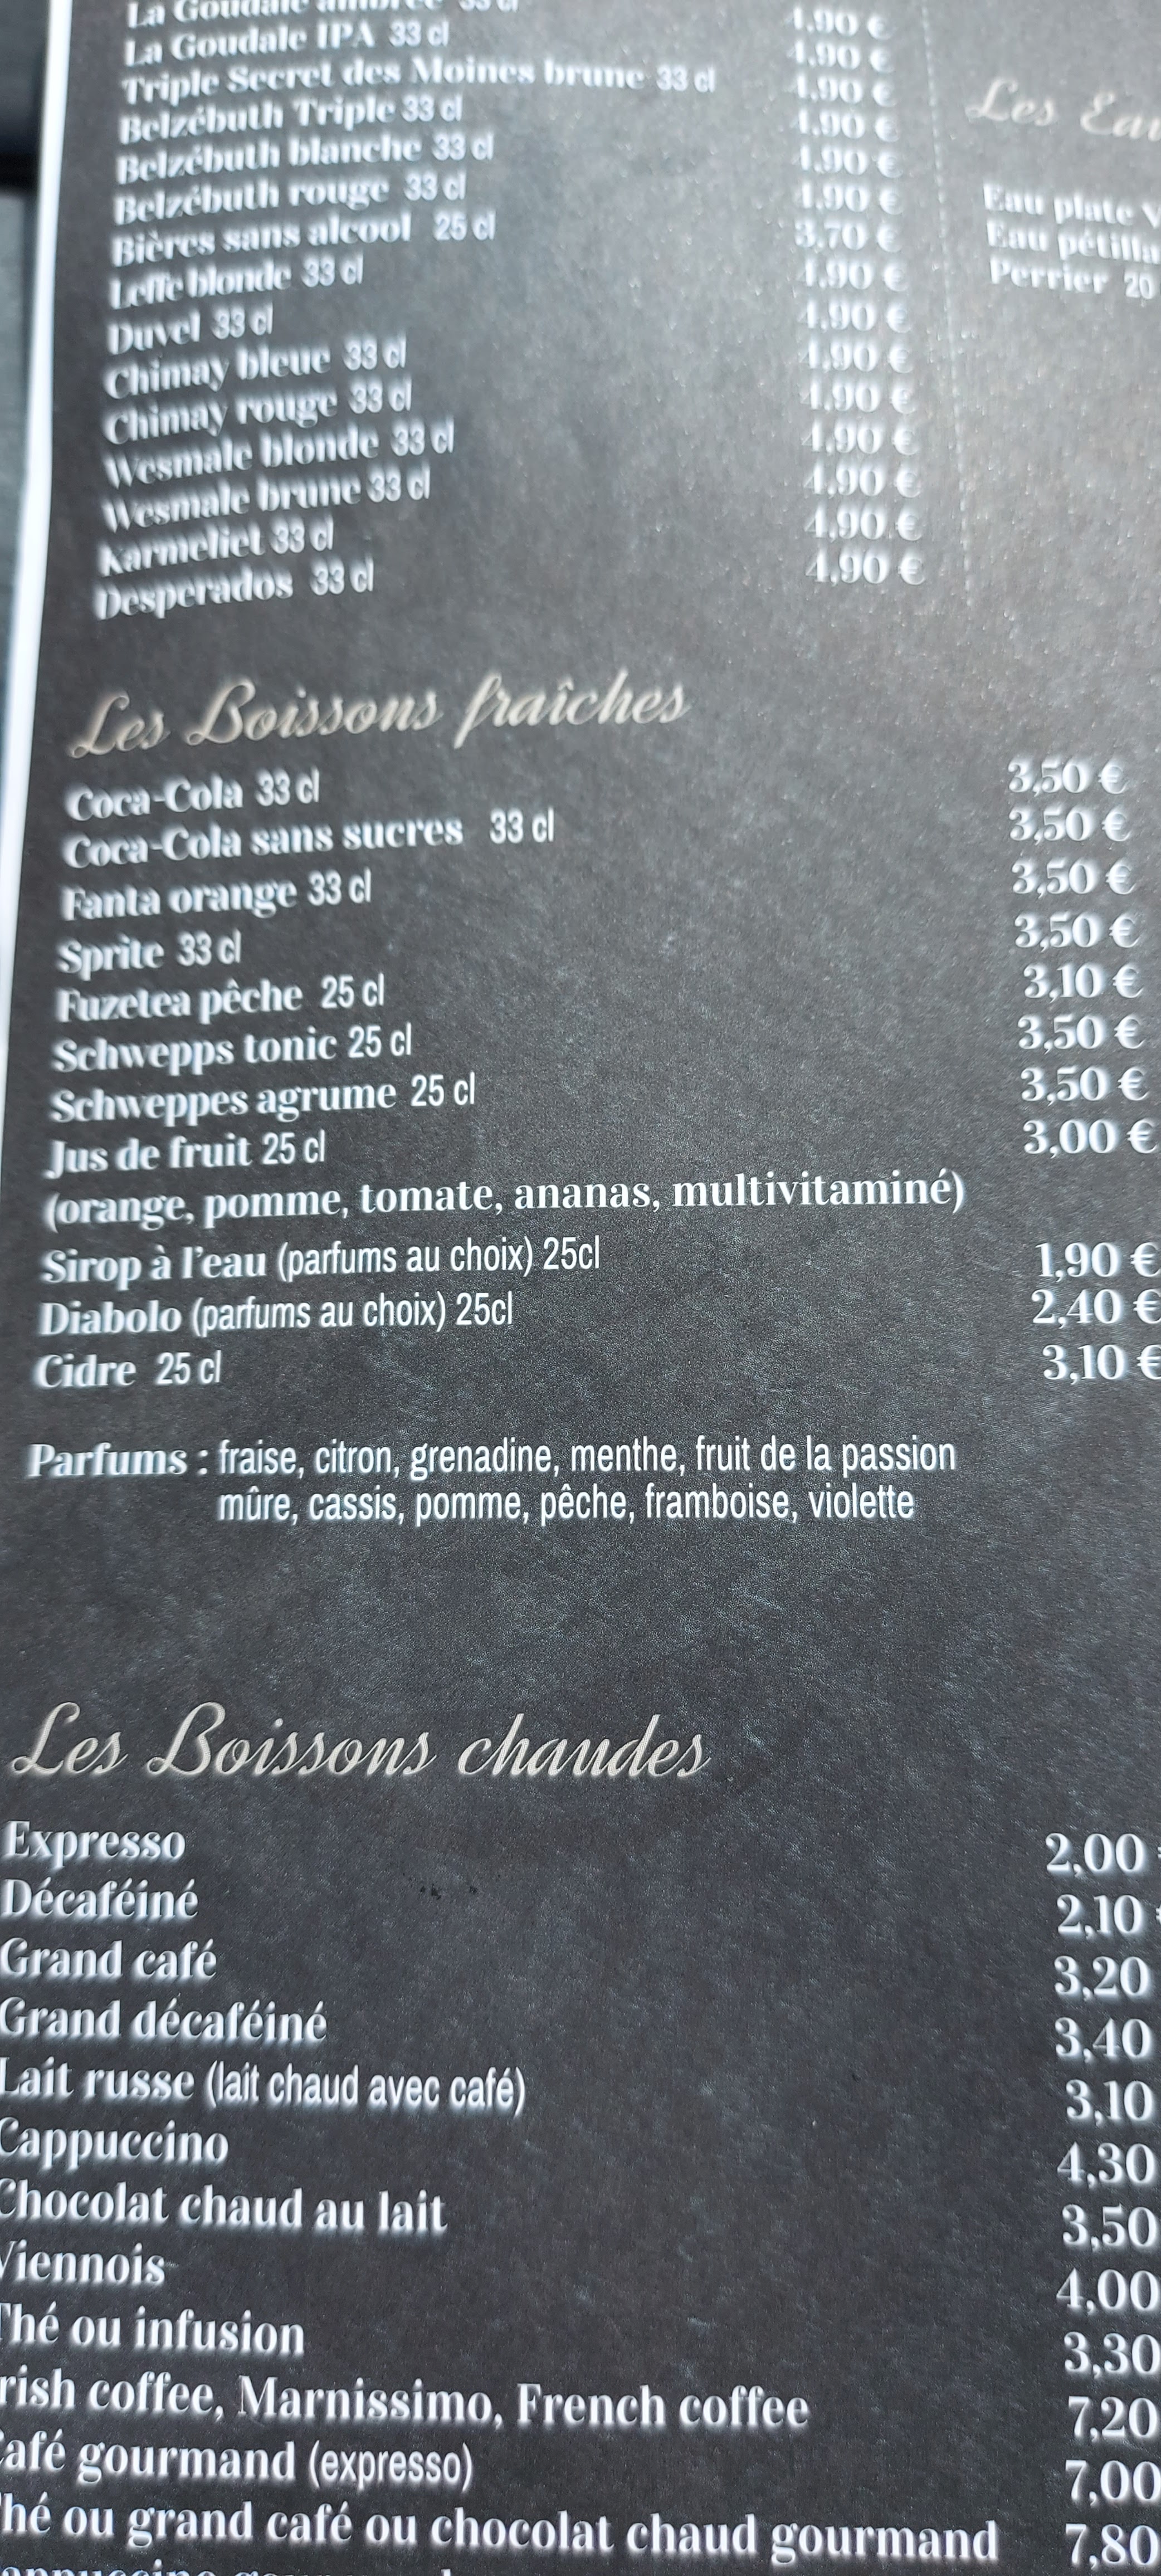 La Goudale ambrée 33 cl
La Goudale IPA 33 cl 4,90 €
Triple Secret des Moines brune 33 cl 4,90 €
Belzébuth Triple 33 cl 4,90 €
Belzébuth blanche 33 cl 4,90 €
Belzébuth rouge 33 cl 4,90 €
Bières sans alcool 25 cl 3,70 €
Leffe blonde 33 cl 4,90 €
Duvel 33 cl 4,90 €
Chimay bleue 33 cl 4,90 €
Chimay rouge 33 cl 4,90 €
Wesmale blonde 33 cl 4,90 €
Wesmale brune 33 cl 4,90 €
Karmeliet 33 cl 4,90 €
Desperados 33 cl 4,90 €
Les Eau
Eau plate V
Eau pétilla
Perrier 20
Les Boissons fraîches
Coca-Cola 33 cl 3,50 €
Coca-Cola sans sucres 33 cl 3,50 €
Fanta orange 33 cl 3,50 €
Sprite 33 cl 3,50 €
Fuzetea pêche 25 cl 3,10 €
Schwepps tonic 25 cl 3,50 €
Schweppes agrume 25 cl 3,50 €
Jus de fruit 25 cl 3,00 €
(orange, pomme, tomate, ananas, multivitaminé)
Sirop à l'eau (parfums au choix) 25cl 1,90 €
Diabolo (parfums au choix) 25cl 2,40 €
Cidre 25 cl 3,10 €
Parfums : fraise, citron, grenadine, menthe, fruit de la passion
mûre, cassis, pomme, pêche, framboise, violette
Les Boissons chaudes
Expresso 2,00
Décaféiné 2,10
Grand café 3,20
Grand décaféiné 3,40
Lait russe (lait chaud avec café) 3,10
Cappuccino 4,30
Chocolat chaud au lait 3,50
Viennois 4,00
Thé ou infusion 3,30
rish coffee, Marnissimo, French coffee 7,20
afé gourmand (expresso) 7,00
hé ou grand café ou chocolat chaud gourmand 7,80